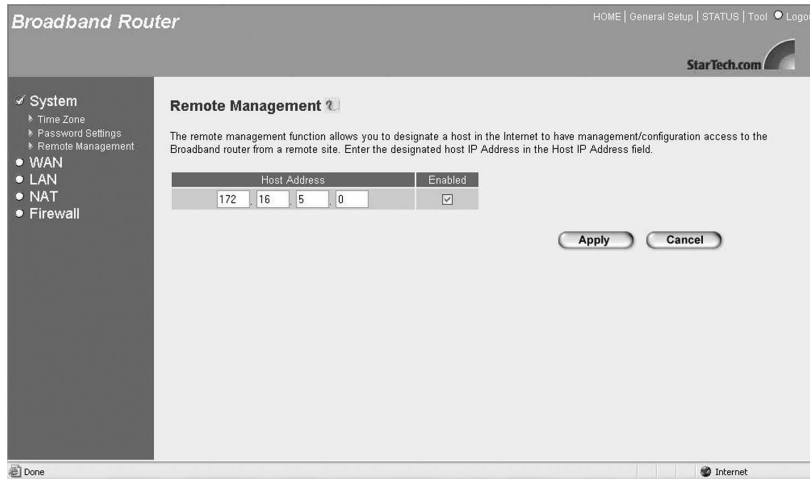 Broadband Router
HOME | General Setup | STATUS | Tool Logo
StarTech.com
System
Time Zone
Password Settings
Remote Management
WAN
LAN
NAT
Firewall
Remote Management
The remote management function allows you to designate a host in the Internet to have management/configuration access to the
Broadband router from a remote site. Enter the designated host IP Address in the Host IP Address field.
Host Address Enabled
172 . 16 . 5 . 0
Apply Cancel
Done Internet